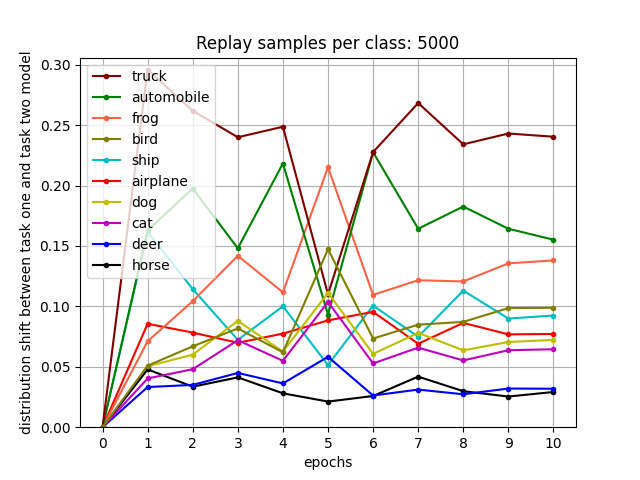 Replay samples per class: 5000
distribution shift between task one and task two model
0.30
0.25
0.20
0.15
0.10
0.05
0.00
truck
automobile
frog
bird
ship
airplane
dog
cat
deer
horse
0 1 2 3 4 5 6 7 8 9 10
epochs